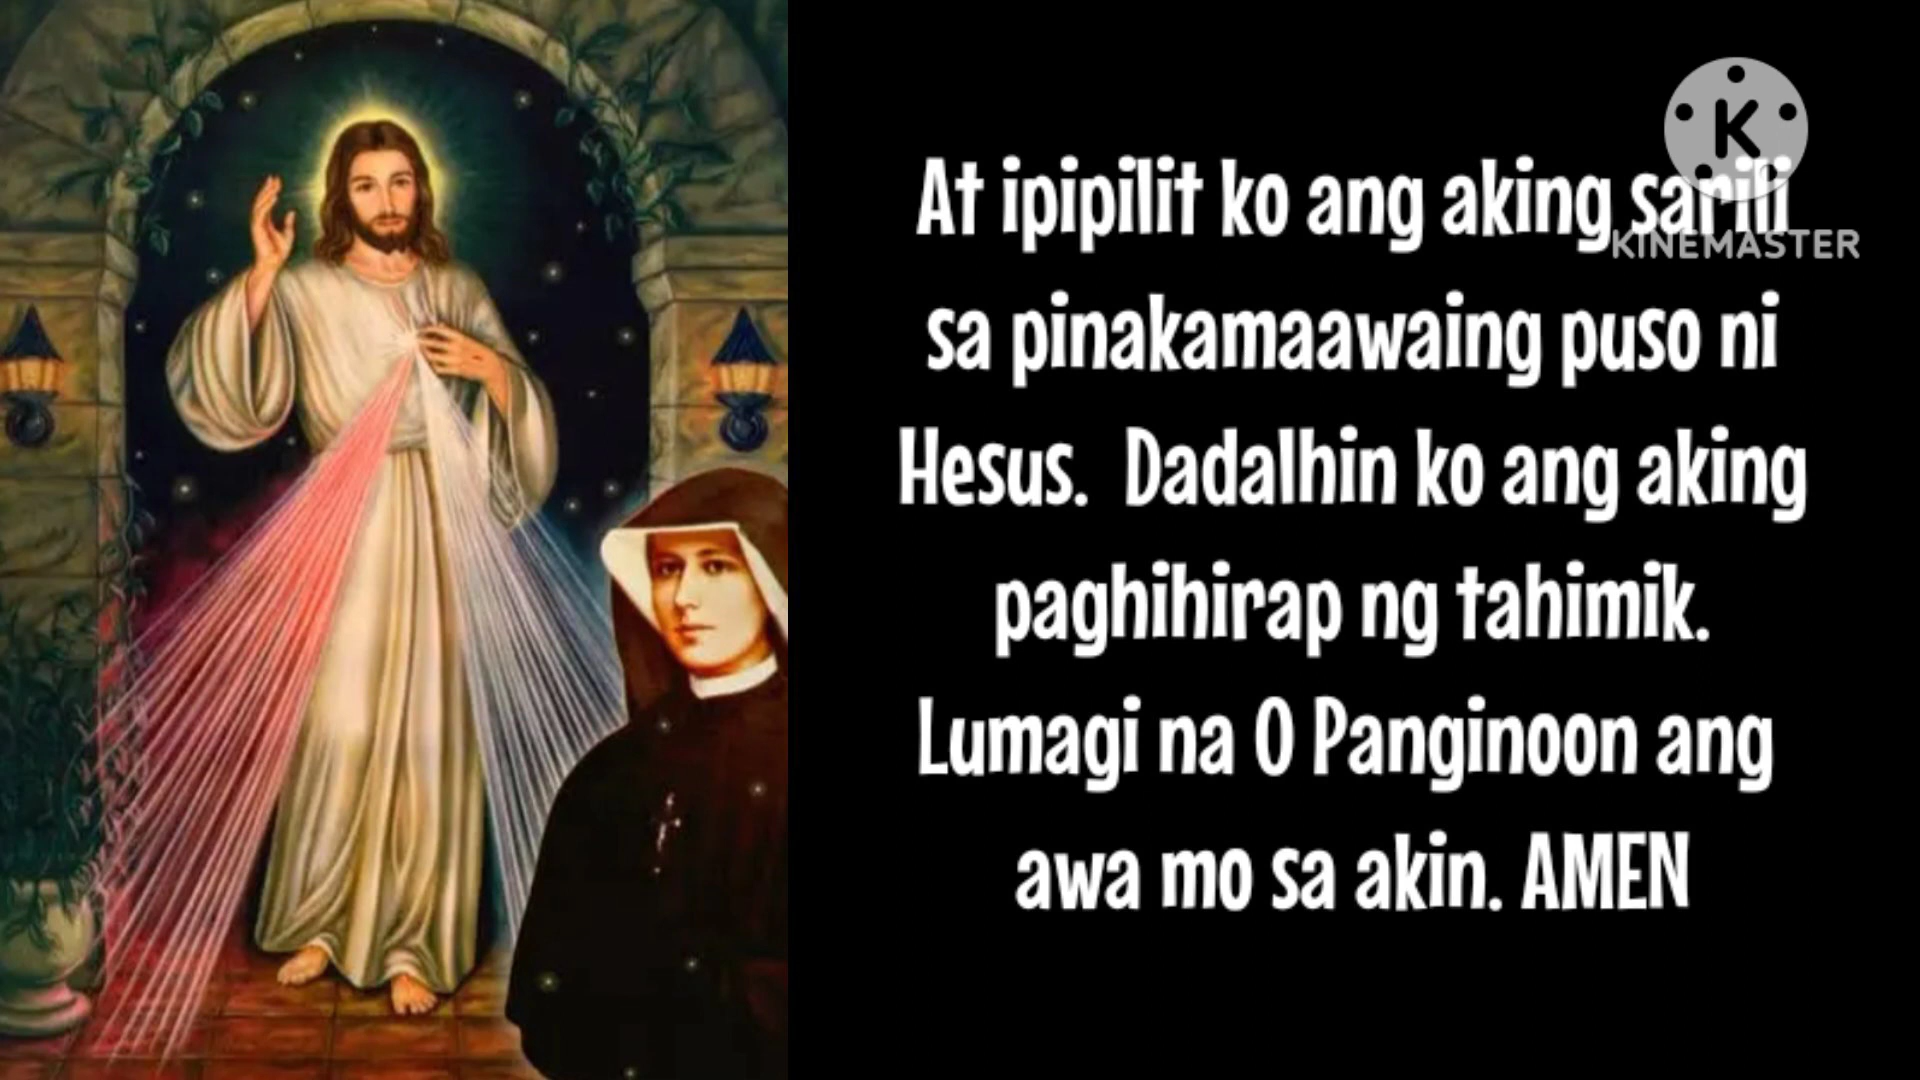 K
KINEMASTER
At ipipilit ko ang aking sarili
sa pinakamaawaing puso ni
Hesus. Dadalhin ko ang aking
paghihirap ng tahimik.
Lumagi na O Panginoon ang
awa mo sa akin. AMEN